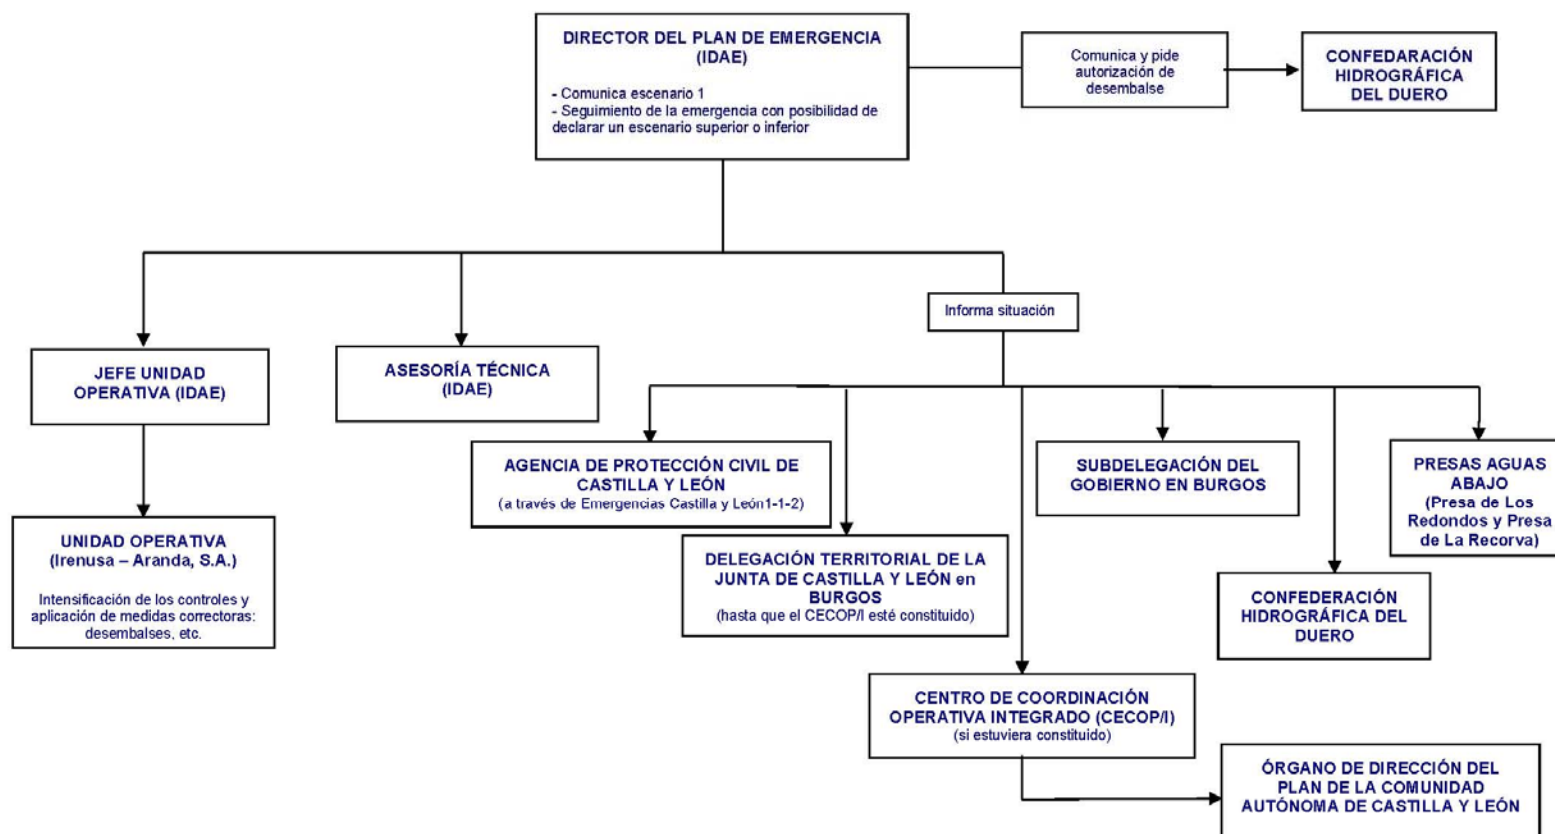 DIRECTOR DEL PLAN DE EMERGENCIA
(IDAE)
- Comunica escenario 1
- Seguimiento de la emergencia con posibilidad de
declarar un escenario superior o inferior
Comunica y pide
autorización de
desembalse
CONFEDARACIÓN
HIDROGRÁFICA
DEL DUERO
Informa situación
JEFE UNIDAD
OPERATIVA (IDAE)
ASESORÍA TÉCNICA
(IDAE)
AGENCIA DE PROTECCIÓN CIVIL DE
CASTILLA Y LEÓN
(a través de Emergencias Castilla y León1-1-2)
SUBDELEGACIÓN DEL
GOBIERNO EN BURGOS
PRESAS AGUAS
ABAJO
(Presa de Los
Redondos y Presa
de La Recorva)
UNIDAD OPERATIVA
(Irenusa – Aranda, S.A.)
Intensificación de los controles y
aplicación de medidas correctoras:
desembalses, etc.
DELEGACIÓN TERRITORIAL DE LA
JUNTA DE CASTILLA Y LEÓN en
BURGOS
(hasta que el CECOP/I esté constituido)
CONFEDERACIÓN
HIDROGRÁFICA DEL
DUERO
CENTRO DE COORDINACIÓN
OPERATIVA INTEGRADO (CECOP/I)
(si estuviera constituido)
ÓRGANO DE DIRECCIÓN DEL
PLAN DE LA COMUNIDAD
AUTÓNOMA DE CASTILLA Y LEÓN